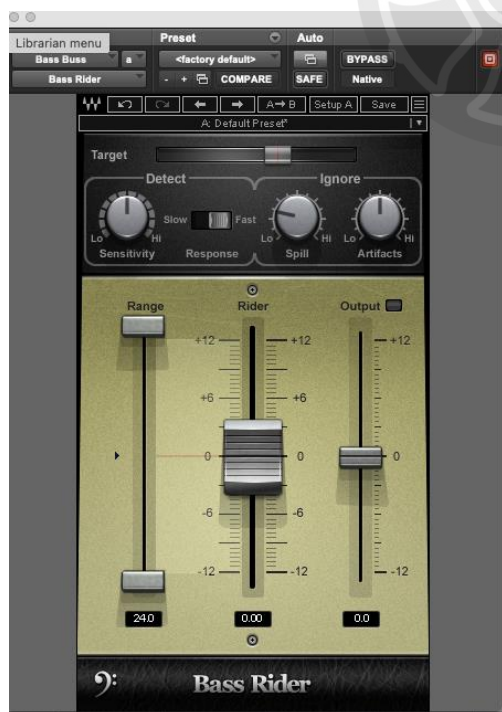 Preset Auto
Librarian menu
Bass Buss a <factory default> BYPASS
Bass Rider - + COMPARE SAFE Native
A→B Setup A Save
A: Default Preset*
Target
Detect Ignore
Slow Fast
Lo Hi Lo Hi Lo Hi
Sensitivity Response Spill Artifacts
Range Rider Output
+12 +12 +12
+6 +6
0 0 0
-6 -6
-12 -12 -12
24.0 0.00 0.0
Bass Rider